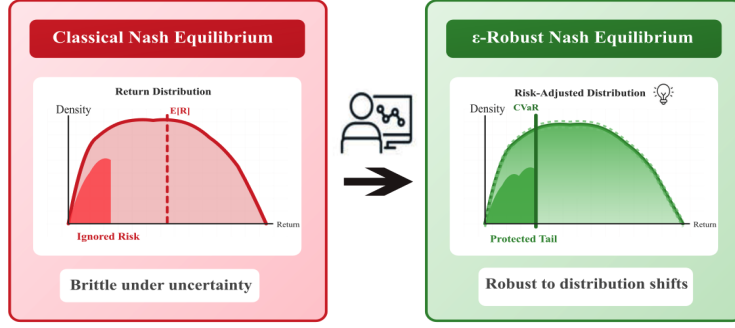 Classical Nash Equilibrium
Return Distribution
Density
E[R]
Return
Ignored Risk
Brittle under uncertainty
ε-Robust Nash Equilibrium
Risk-Adjusted Distribution
Density
CVaR
Return
Protected Tail
Robust to distribution shifts